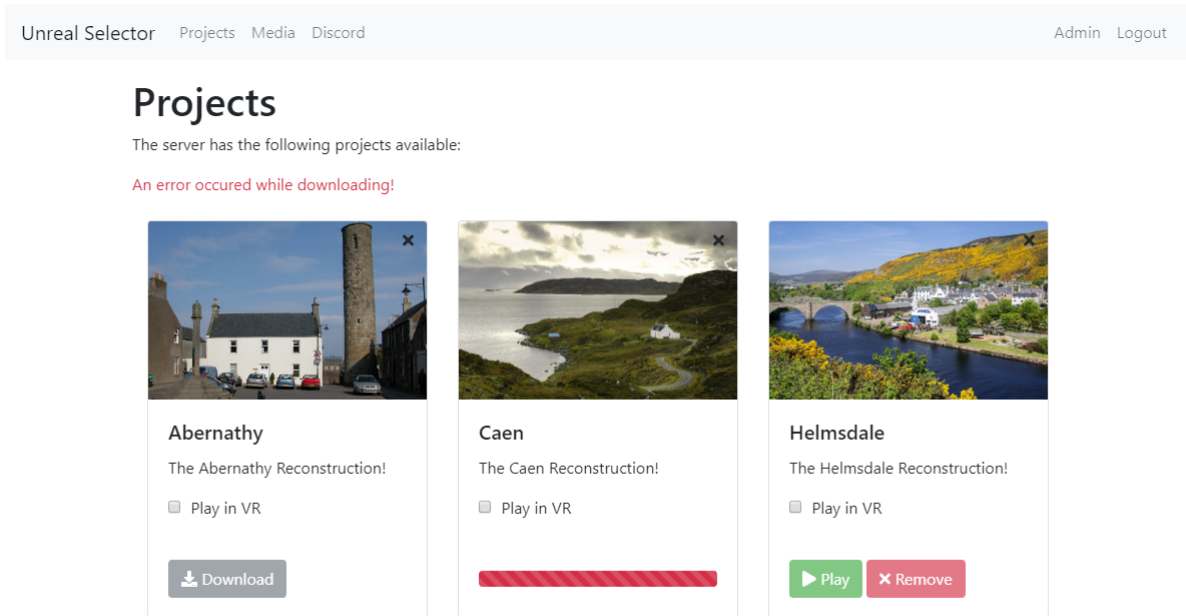 Unreal Selector Projects Media Discord Admin Logout
Projects
The server has the following projects available:
An error occured while downloading!
Abernathy Caen Helmsdale
The Abernathy Reconstruction! The Caen Reconstruction! The Helmsdale Reconstruction!
Play in VR Play in VR Play in VR
Download Play Remove